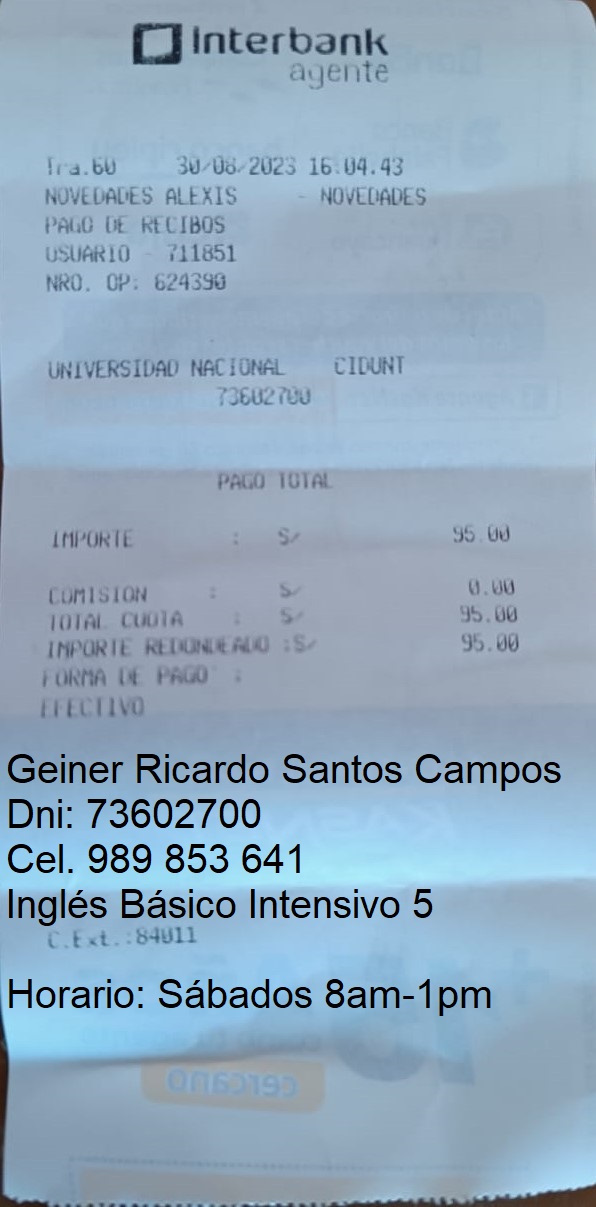 Interbank
agente
Tra.60 30/08/2023 16:04.43
NOVEDADES ALEXIS - NOVEDADES
PAGO DE RECIBOS
USUARIO - 711851
NRO. OP: 624390
UNIVERSIDAD NACIONAL CIDUNT
73602700
PAGO TOTAL
IMPORTE : S/ 95.00
COMISION : S/ 0.00
TOTAL CUOTA : S/ 95.00
IMPORTE REDONDEADO :S/ 95.00
FORMA DE PAGO :
EFECTIVO
Geiner Ricardo Santos Campos
Dni: 73602700
Cel. 989 853 641
Inglés Básico Intensivo 5
C.Ext.:84011
Horario: Sábados 8am-1pm
cercano